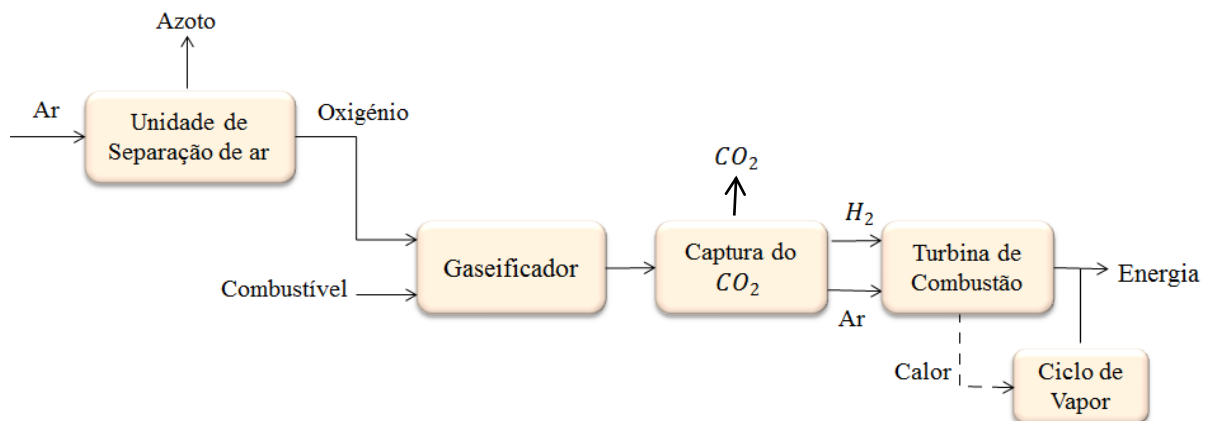 Azoto
Ar
Unidade de
Separação de ar
Oxigénio
Combustível
Gaseificador
CO₂
Captura do
CO₂
H₂
Ar
Turbina de
Combustão
Energia
Calor
Ciclo de
Vapor